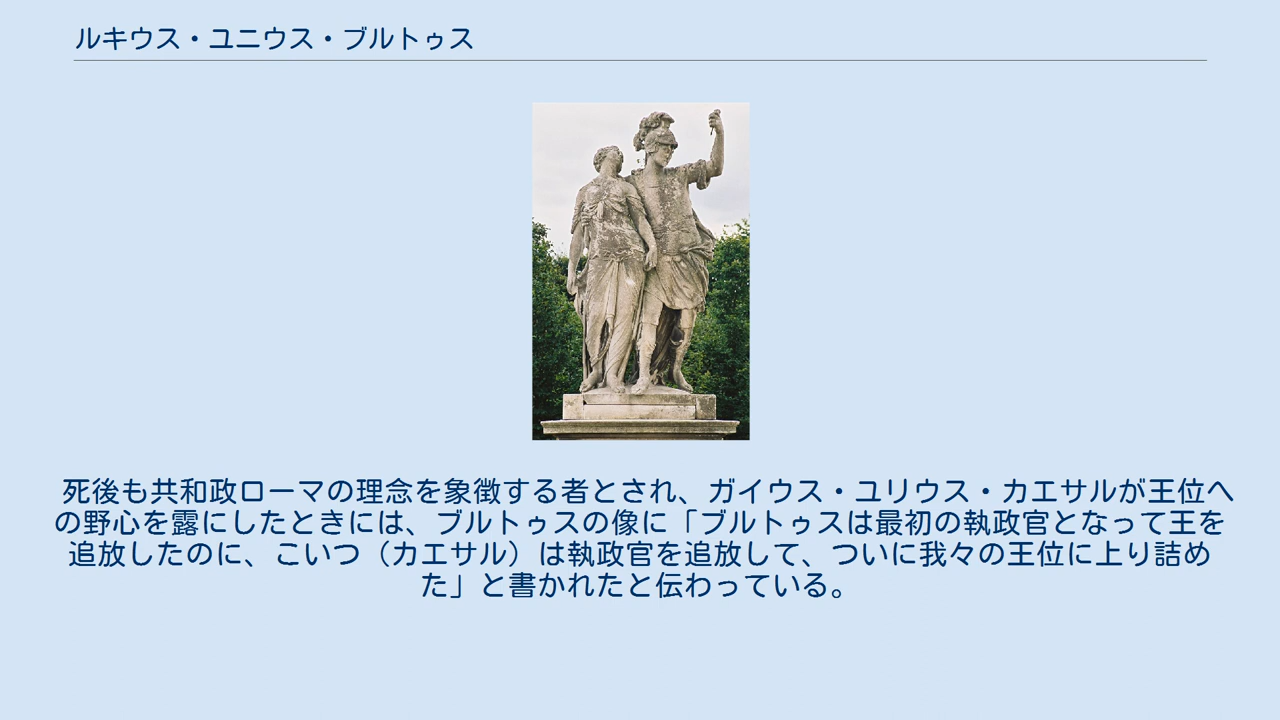 ルキウス・ユニウス・ブルトゥス
死後も共和政ローマの理念を象徴する者とされ、ガイウス・ユリウス・カエサルが王位へ
の野心を露にしたときには、ブルトゥスの像に「ブルトゥスは最初の執政官となって王を
追放したのに、こいつ（カエサル）は執政官を追放して、ついに我々の王位に上り詰め
た」と書かれたと伝わっている。